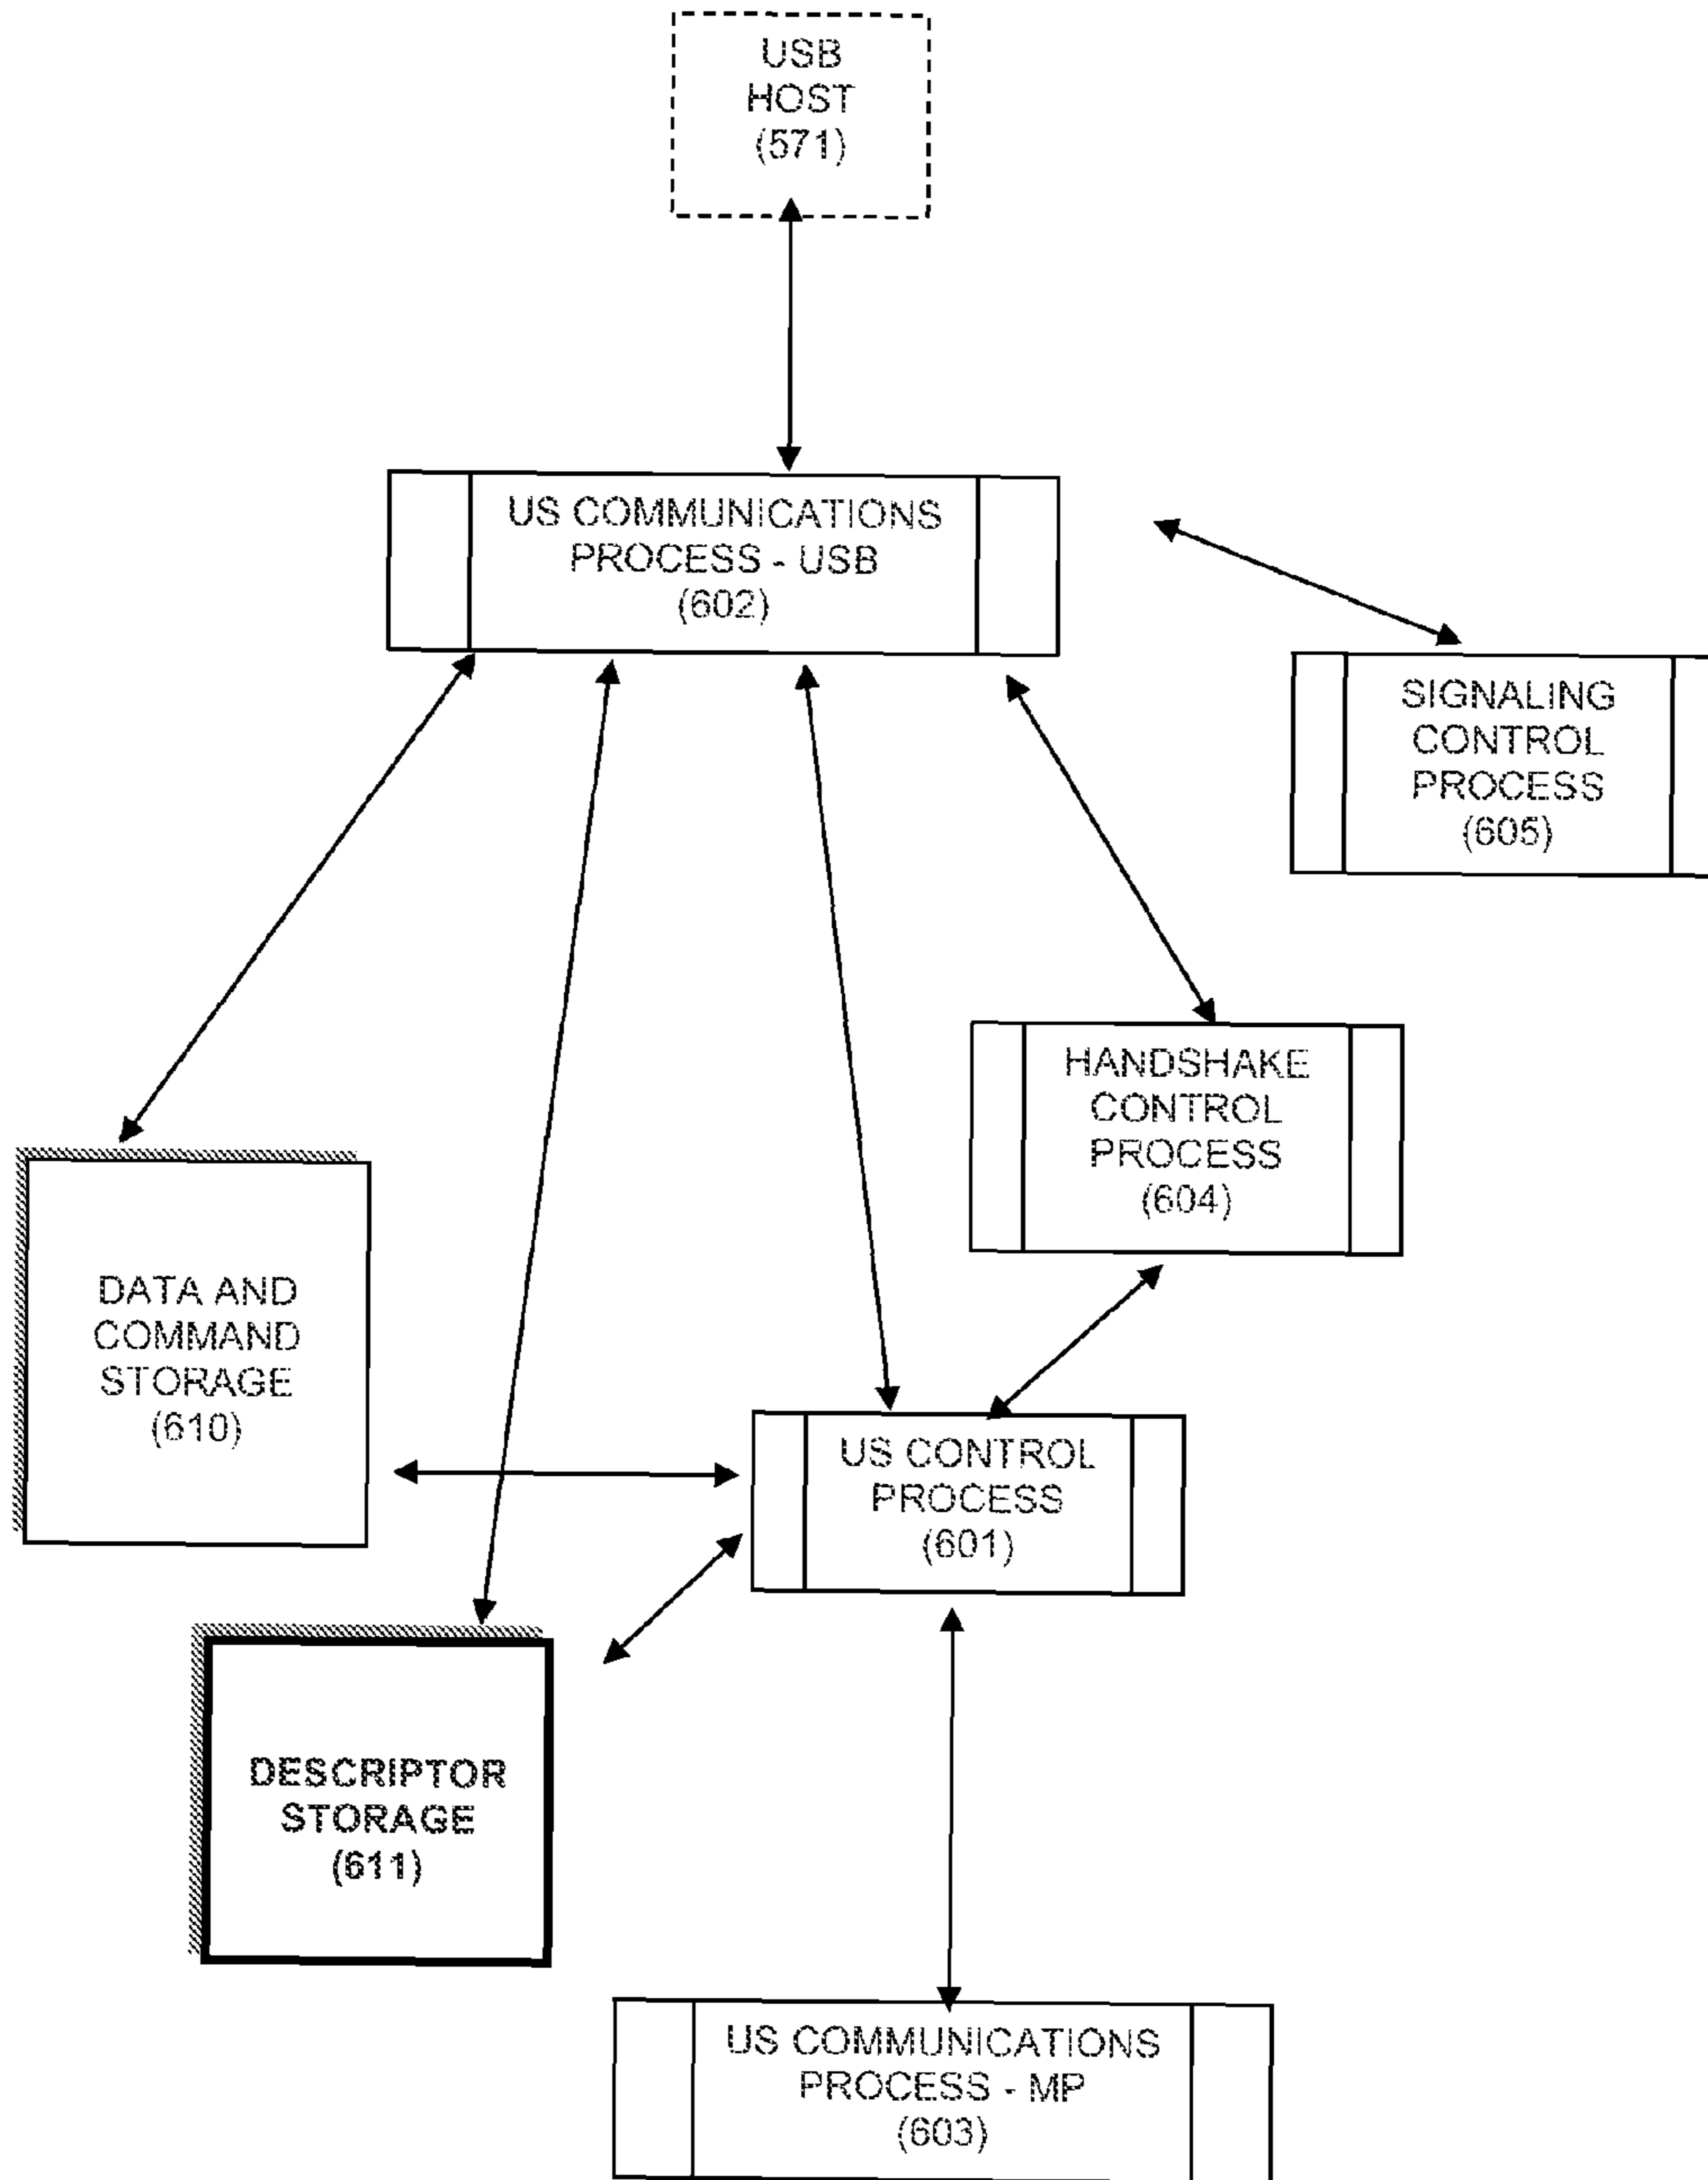 USB
HOST
(571)
US COMMUNICATIONS
PROCESS - USB
(602)
SIGNALING
CONTROL
PROCESS
(605)
HANDSHAKE
CONTROL
PROCESS
(604)
DATA AND
COMMAND
STORAGE
(610)
US CONTROL
PROCESS
(601)
DESCRIPTOR
STORAGE
(611)
US COMMUNICATIONS
PROCESS - MP
(603)